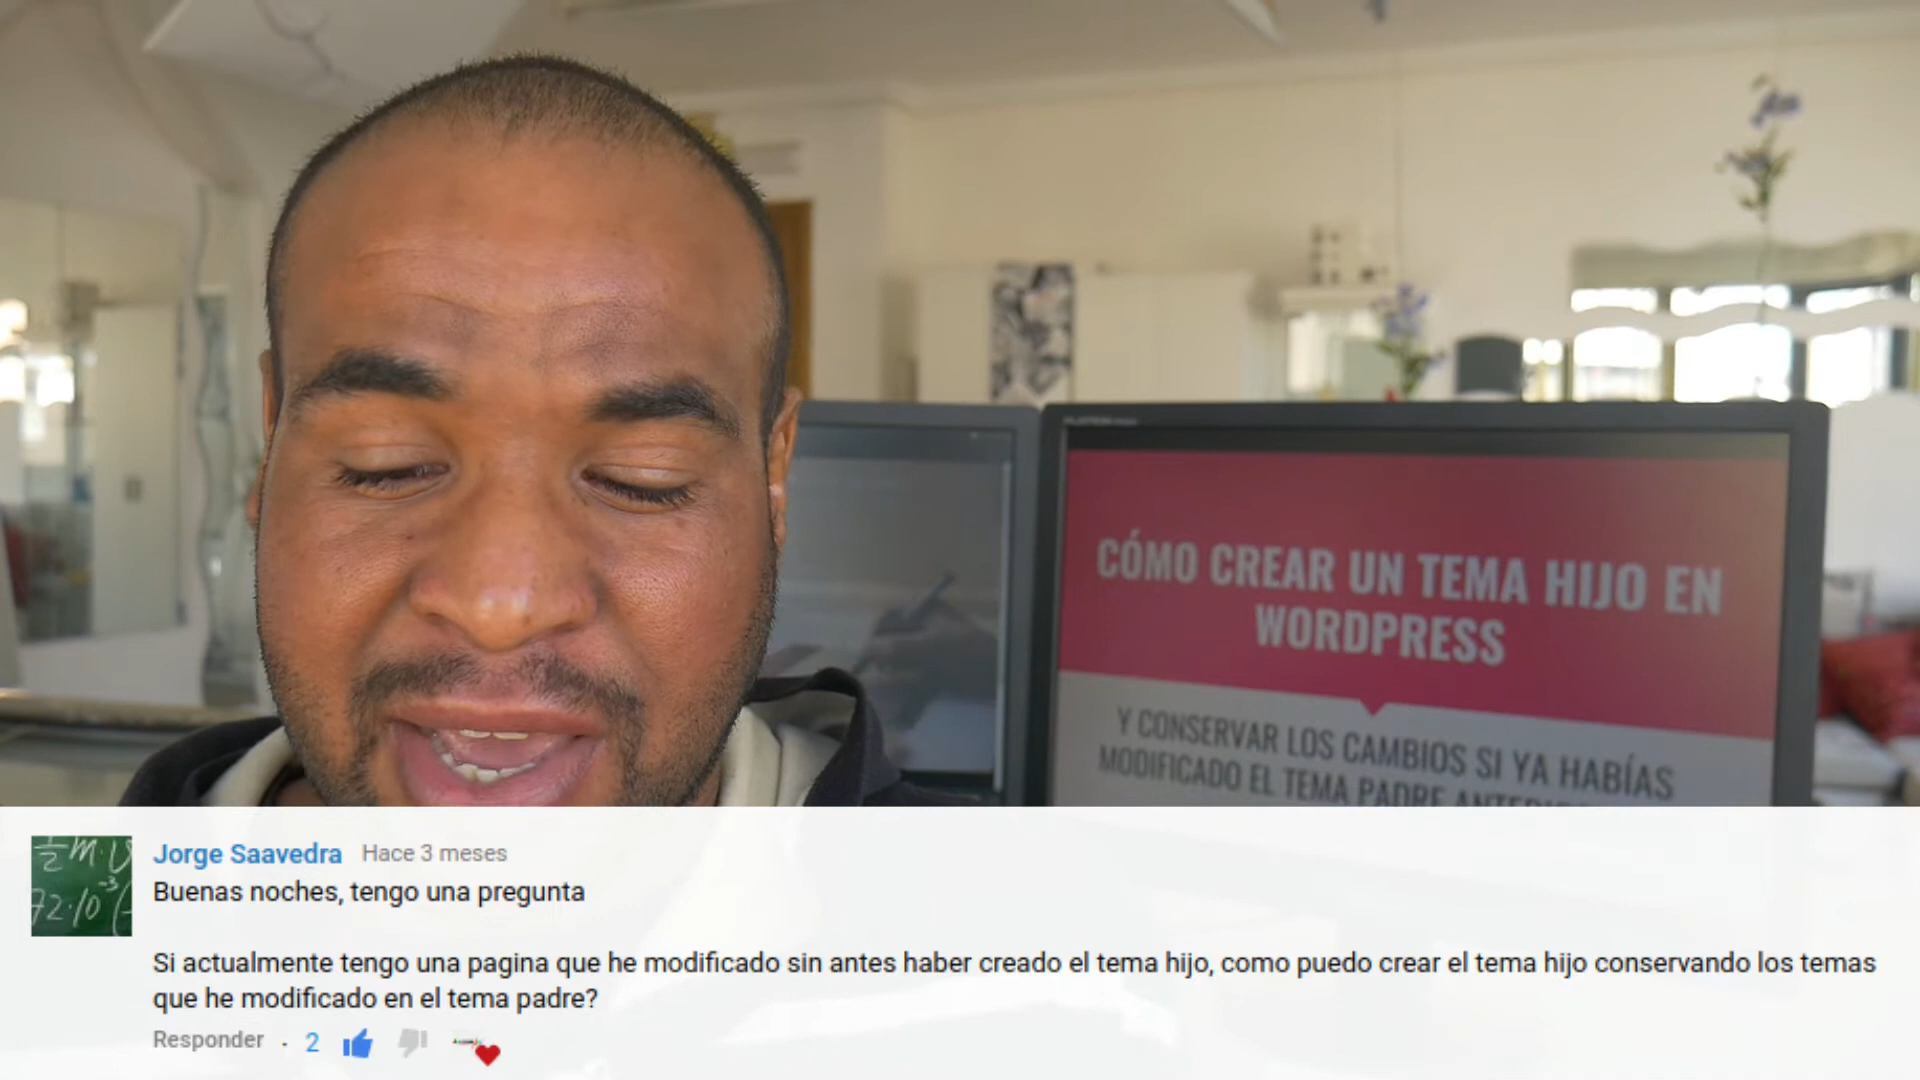 CÓMO CREAR UN TEMA HIJO EN
WORDPRESS
Y CONSERVAR LOS CAMBIOS SI YA HABÍAS
MODIFICADO EL TEMA PADRE
Jorge Saavedra Hace 3 meses
Buenas noches, tengo una pregunta
Si actualmente tengo una pagina que he modificado sin antes haber creado el tema hijo, como puedo crear el tema hijo conservando los temas
que he modificado en el tema padre?
Responder · 2